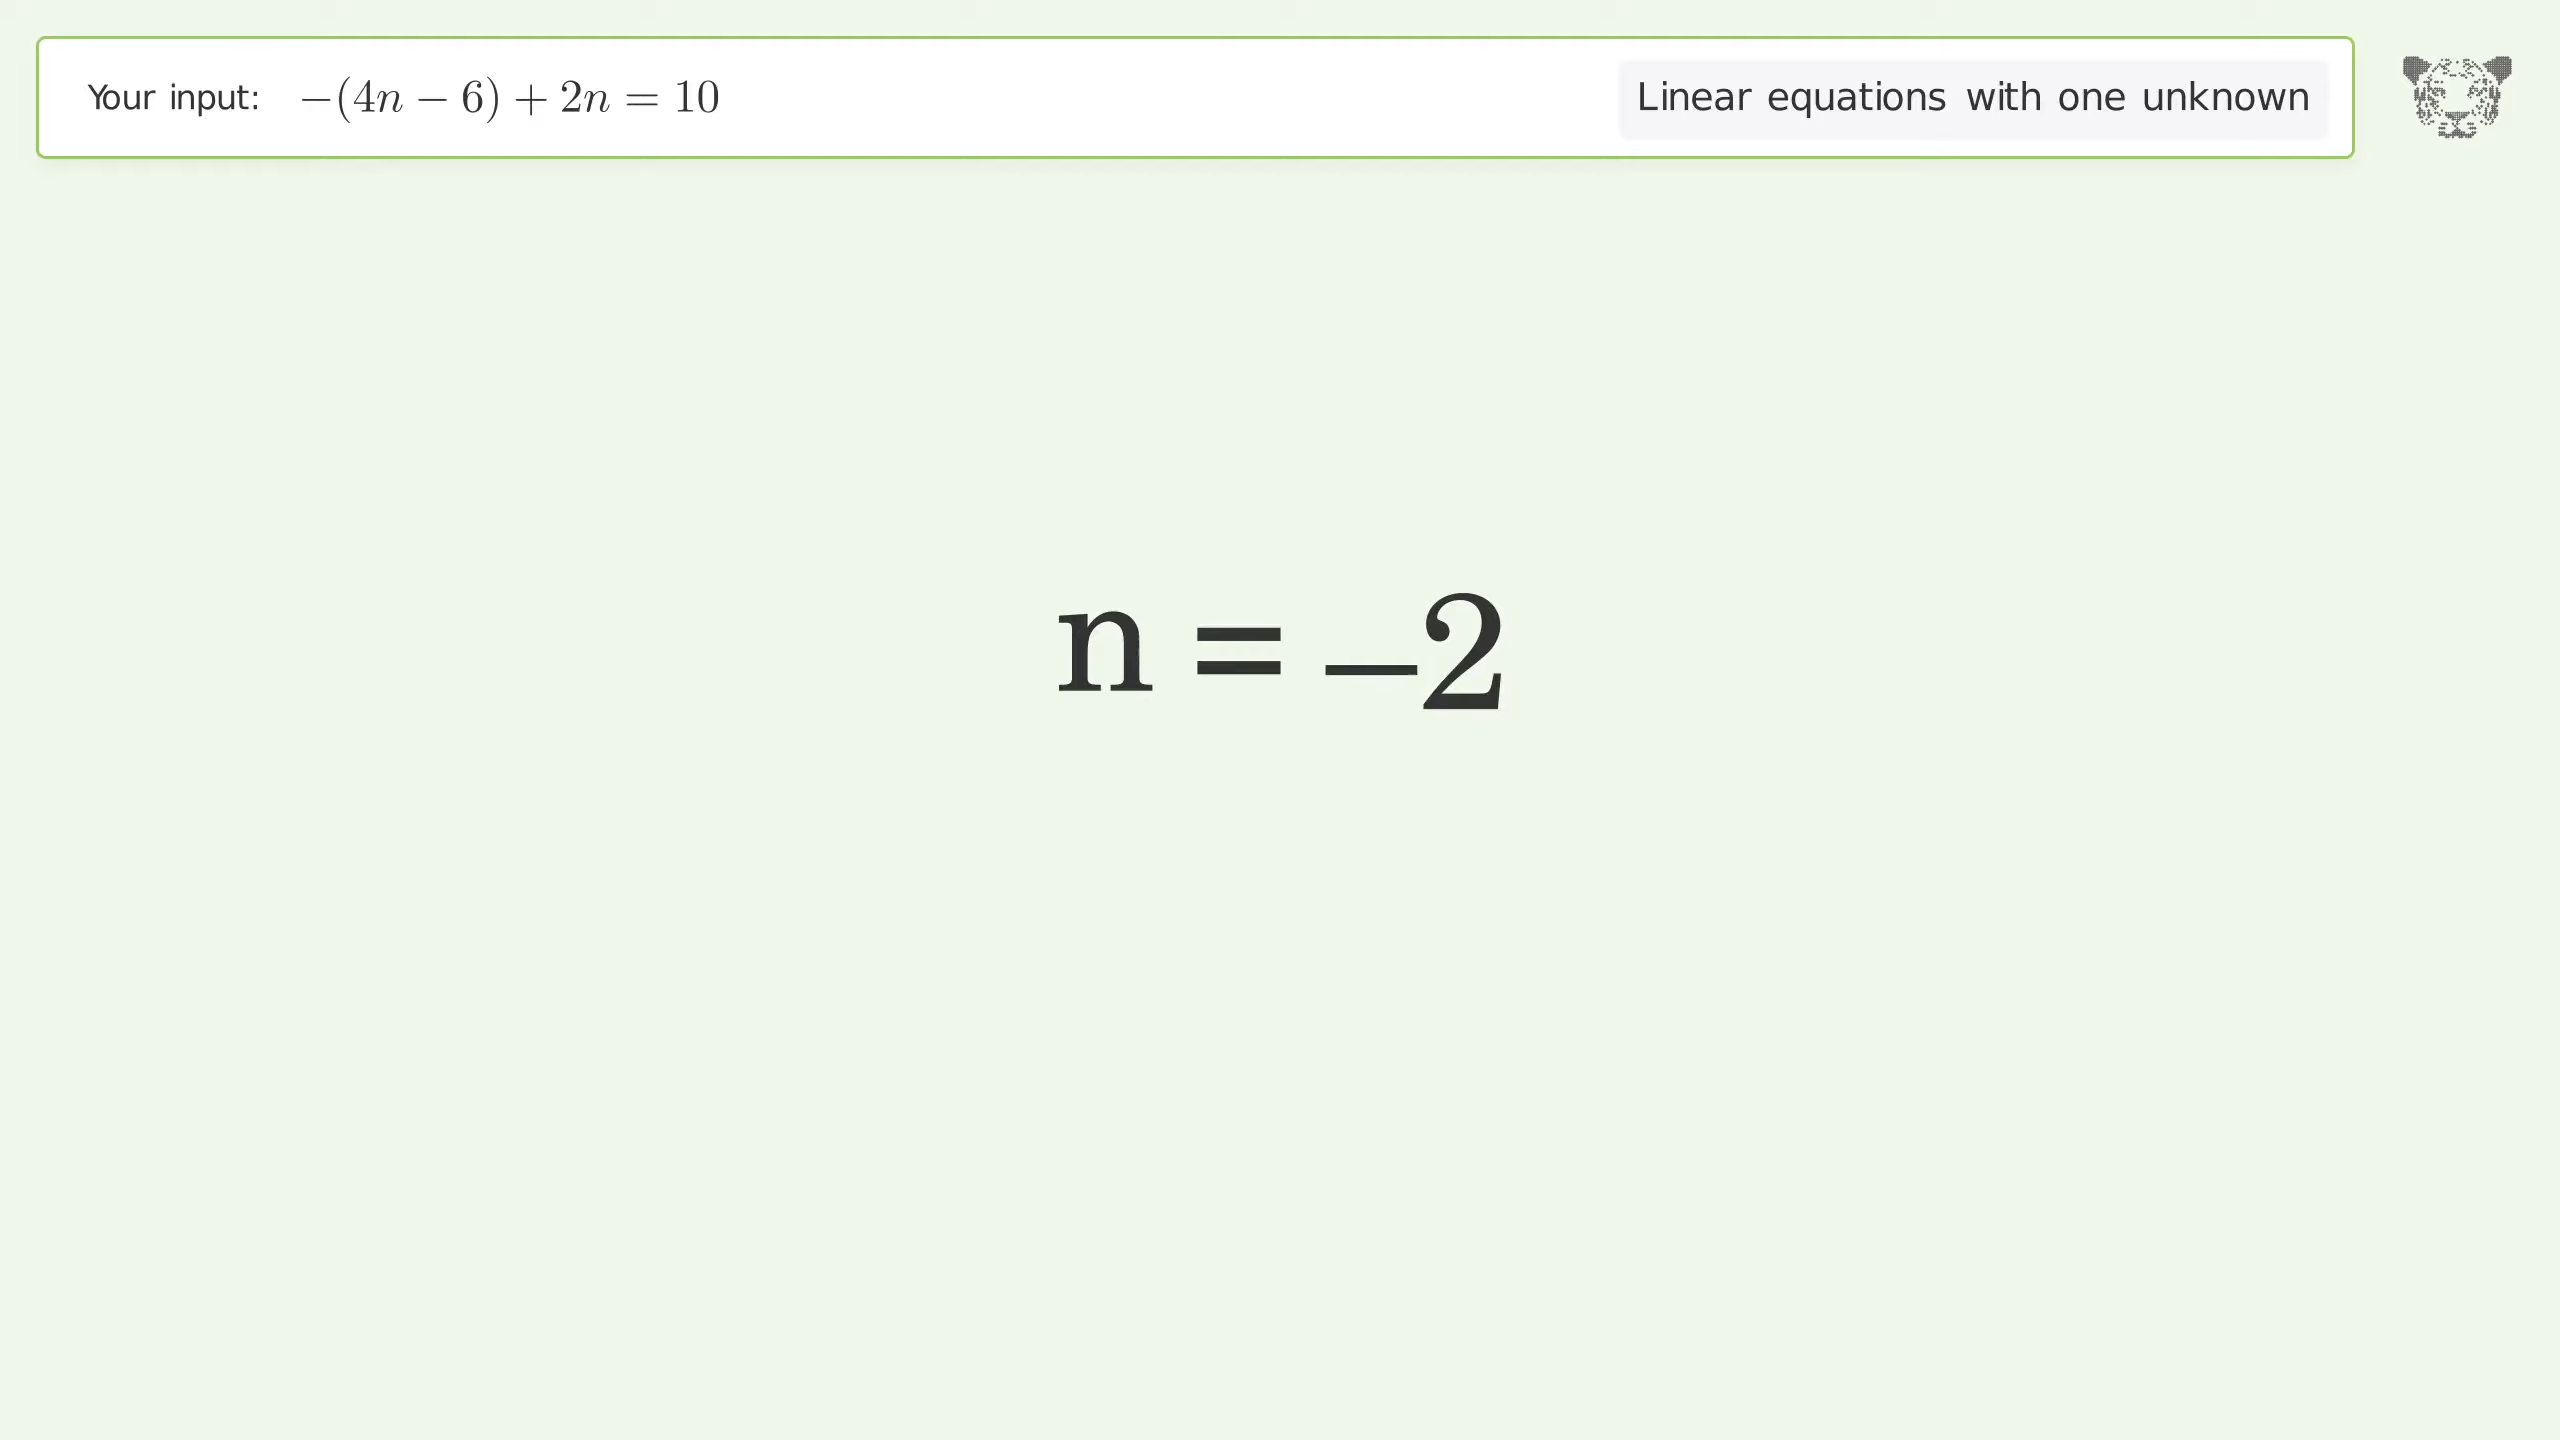 Your input: −(4n − 6) + 2n = 10
Linear equations with one unknown
n = −2